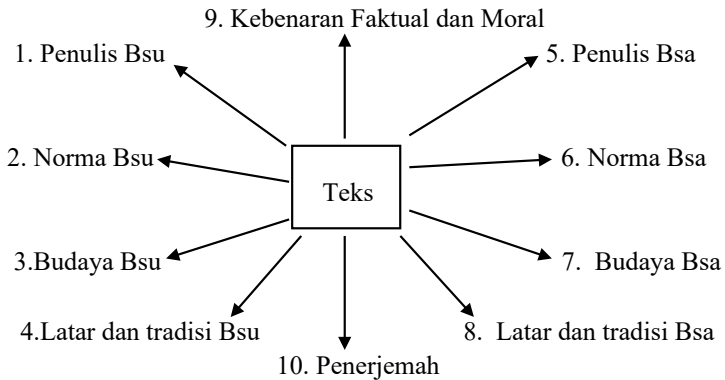 9. Kebenaran Faktual dan Moral
1. Penulis Bsu
5. Penulis Bsa
2. Norma Bsu
6. Norma Bsa
Teks
3.Budaya Bsu
7. Budaya Bsa
4.Latar dan tradisi Bsu
8. Latar dan tradisi Bsa
10. Penerjemah